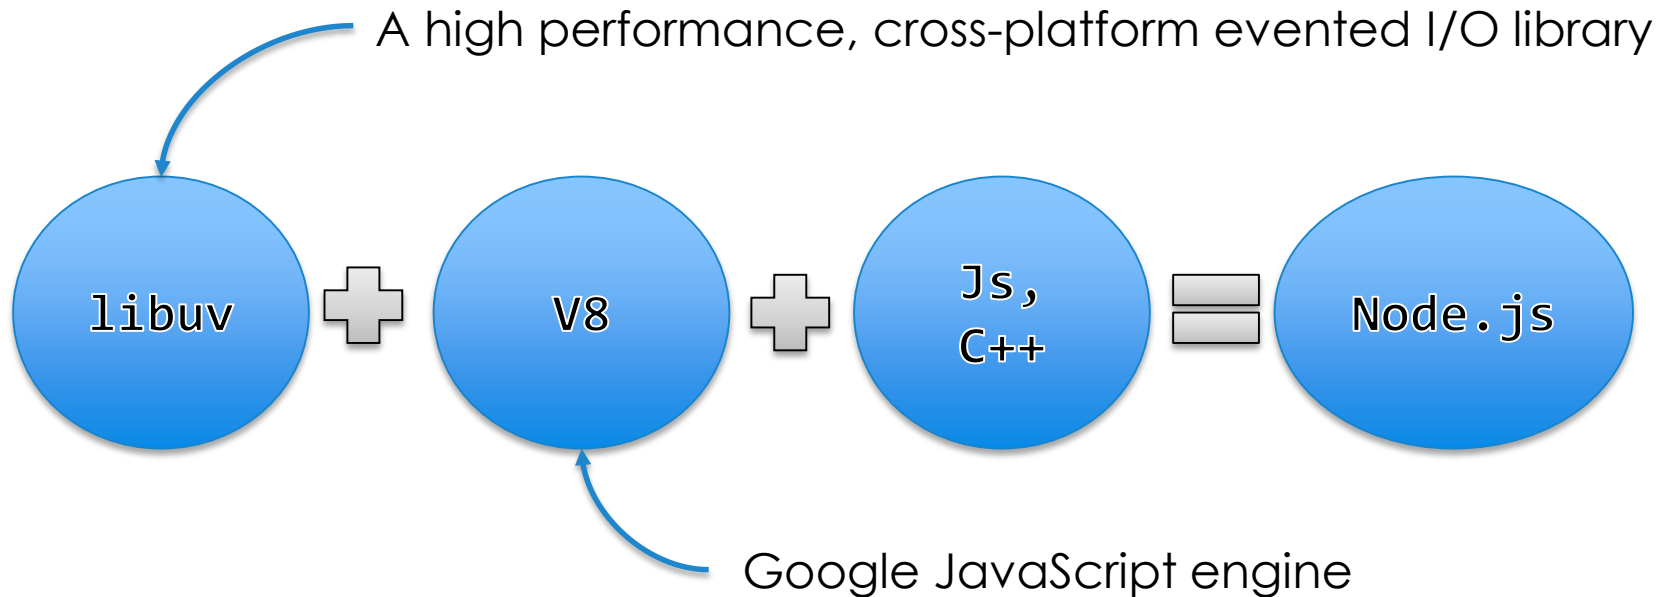 A high performance, cross-platform evented I/O library
libuv
V8
Js,
C++
Node.js
Google JavaScript engine